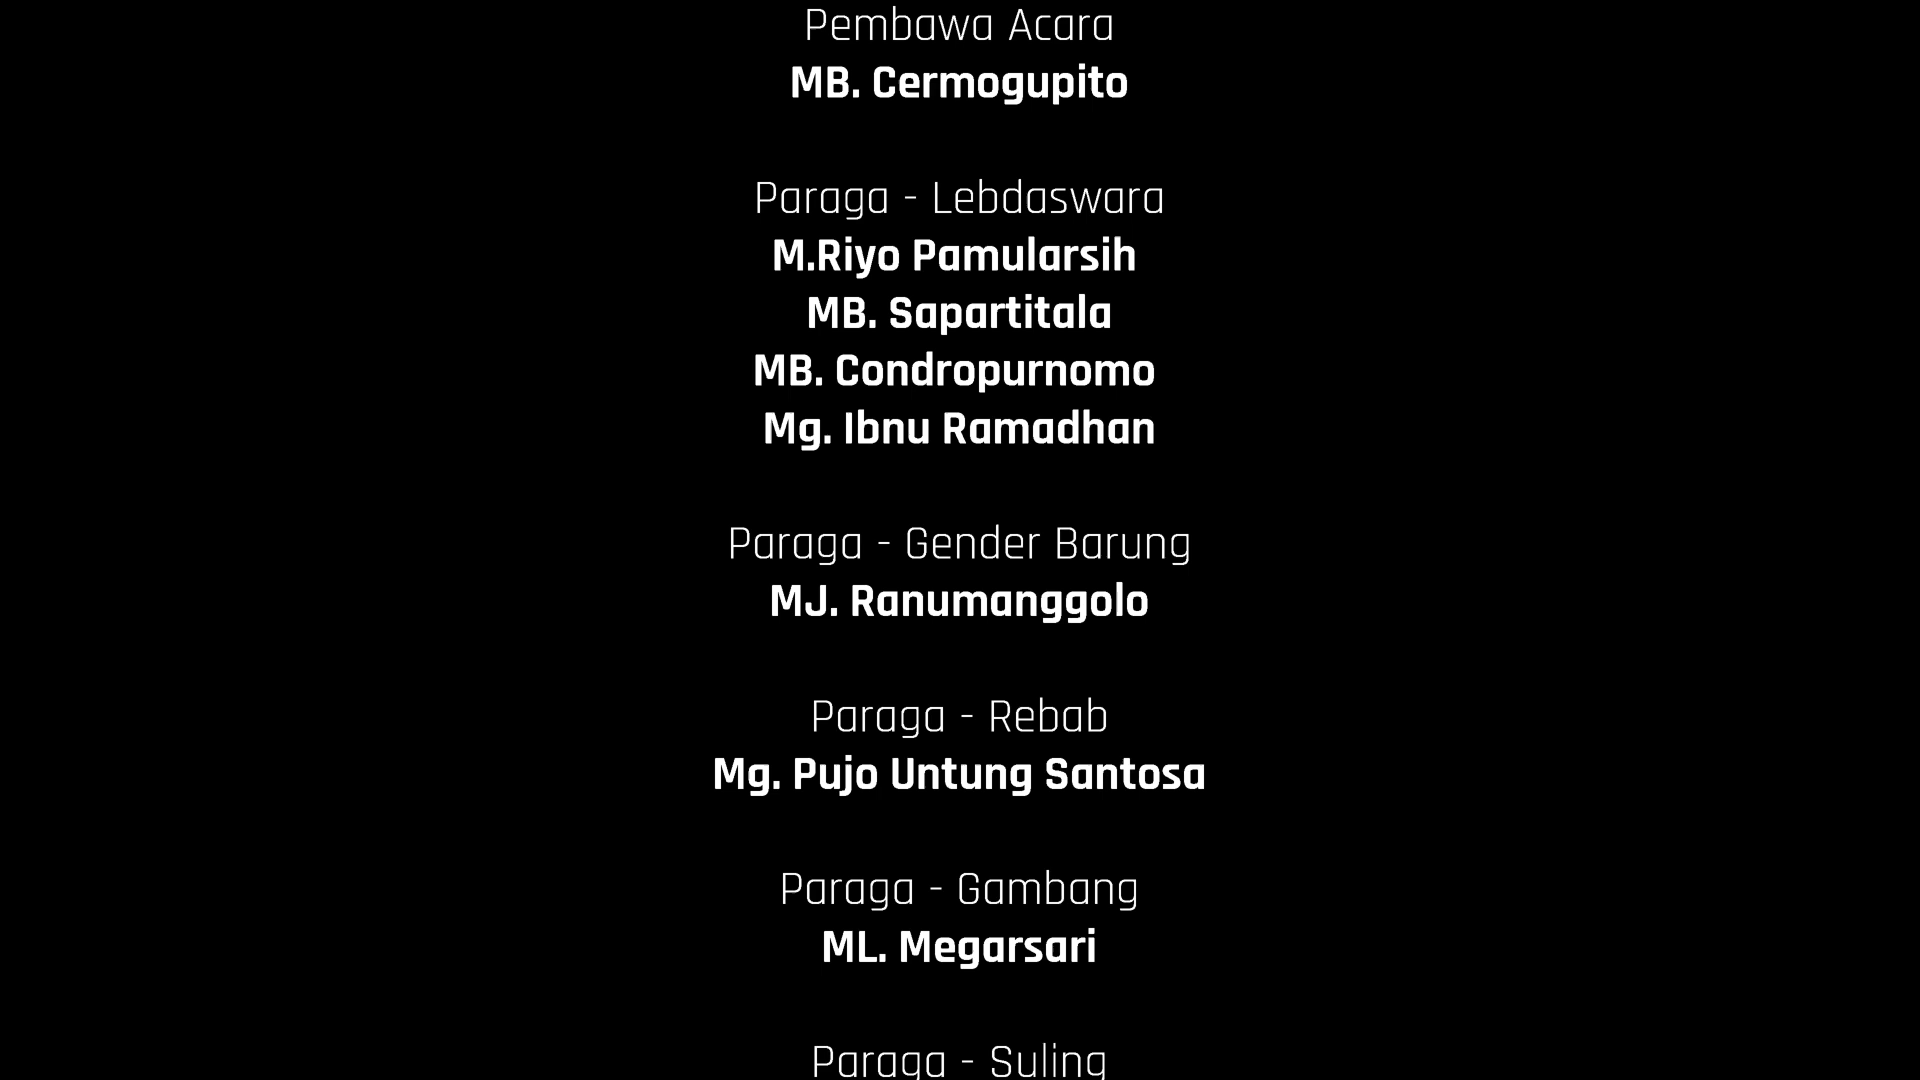 Pembawa Acara
MB. Cermogupito
Paraga - Lebdaswara
M.Riyo Pamularsih
MB. Sapartitala
MB. Condropurnomo
Mg. Ibnu Ramadhan
Paraga - Gender Barung
MJ. Ranumanggolo
Paraga - Rebab
Mg. Pujo Untung Santosa
Paraga - Gambang
ML. Megarsari
Paraga - Suling